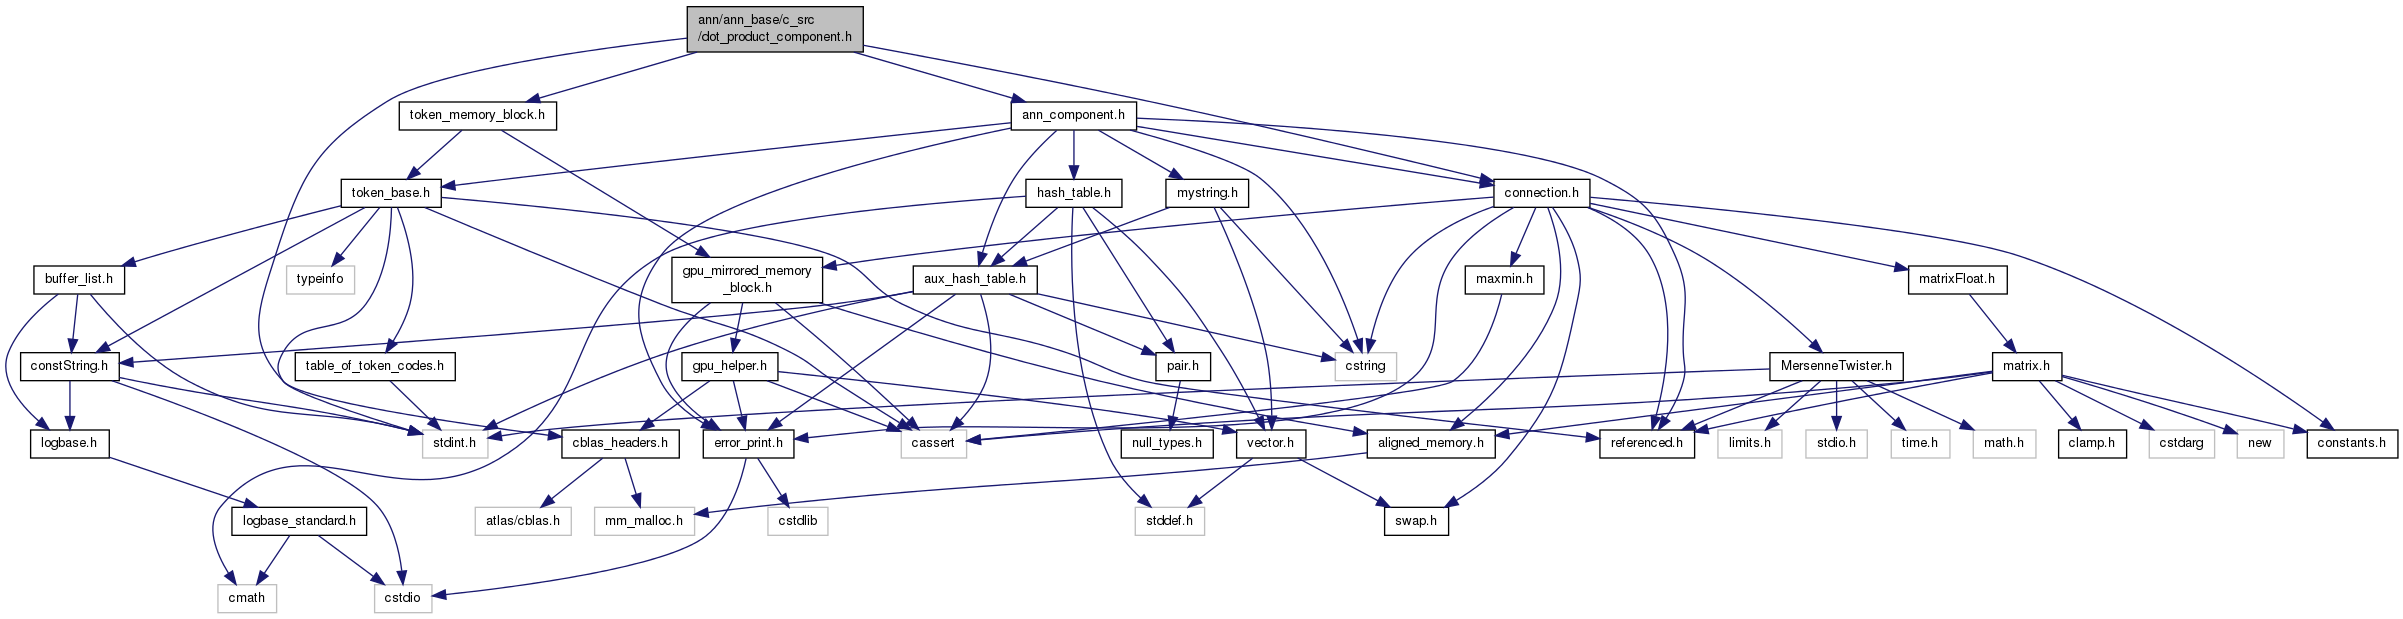 ann/ann_base/c_src
/dot_product_component.h
token_memory_block.h
ann_component.h
token_base.h
hash_table.h
mystring.h
connection.h
buffer_list.h
typeinfo
gpu_mirrored_memory
_block.h
aux_hash_table.h
maxmin.h
matrixFloat.h
constString.h
table_of_token_codes.h
gpu_helper.h
pair.h
cstring
MersenneTwister.h
matrix.h
logbase.h
stdint.h
cblas_headers.h
error_print.h
cassert
null_types.h
vector.h
aligned_memory.h
referenced.h
limits.h
stdio.h
time.h
math.h
clamp.h
cstdarg
new
constants.h
logbase_standard.h
atlas/cblas.h
mm_malloc.h
cstdlib
stddef.h
swap.h
cmath
cstdio